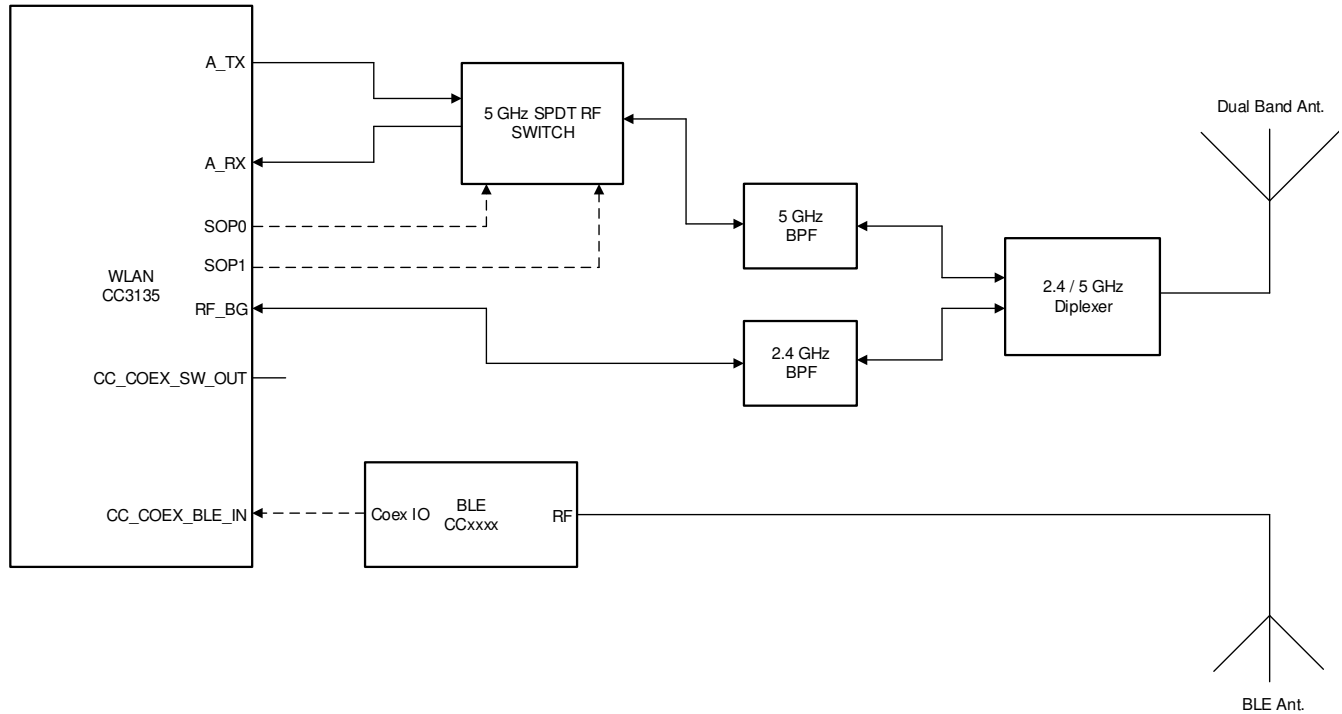 A_TX
A_RX
SOP0
SOP1
WLAN
CC3135
RF_BG
CC_COEX_SW_OUT
CC_COEX_BLE_IN
5 GHz SPDT RF
SWITCH
5 GHz
BPF
2.4 GHz
BPF
2.4 / 5 GHz
Diplexer
Dual Band Ant.
Coex IO
BLE
CCxxxx
RF
BLE Ant.